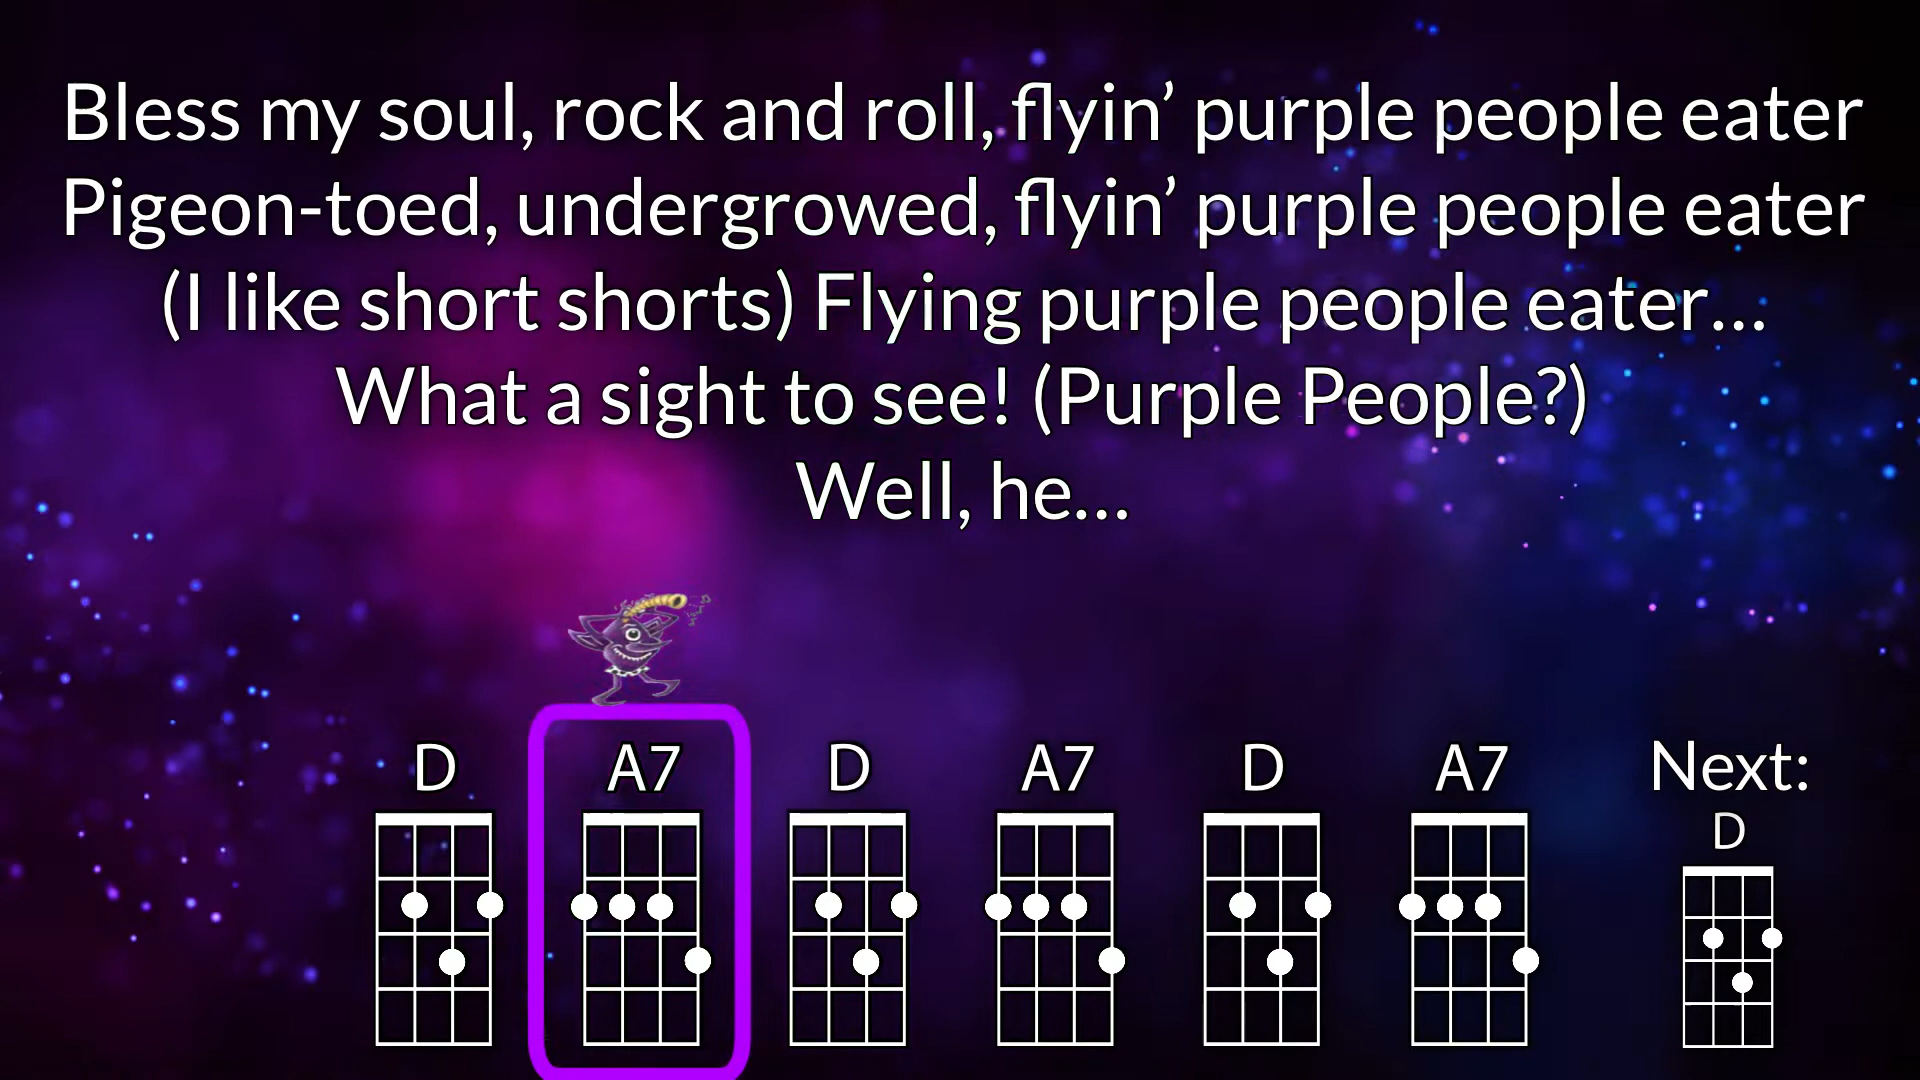 Bless my soul, rock and roll, flyin’ purple people eater
Pigeon-toed, undergrowed, flyin’ purple people eater
(I like short shorts) Flying purple people eater…
What a sight to see! (Purple People?)
Well, he…
D A7 D A7 D A7 Next:
D